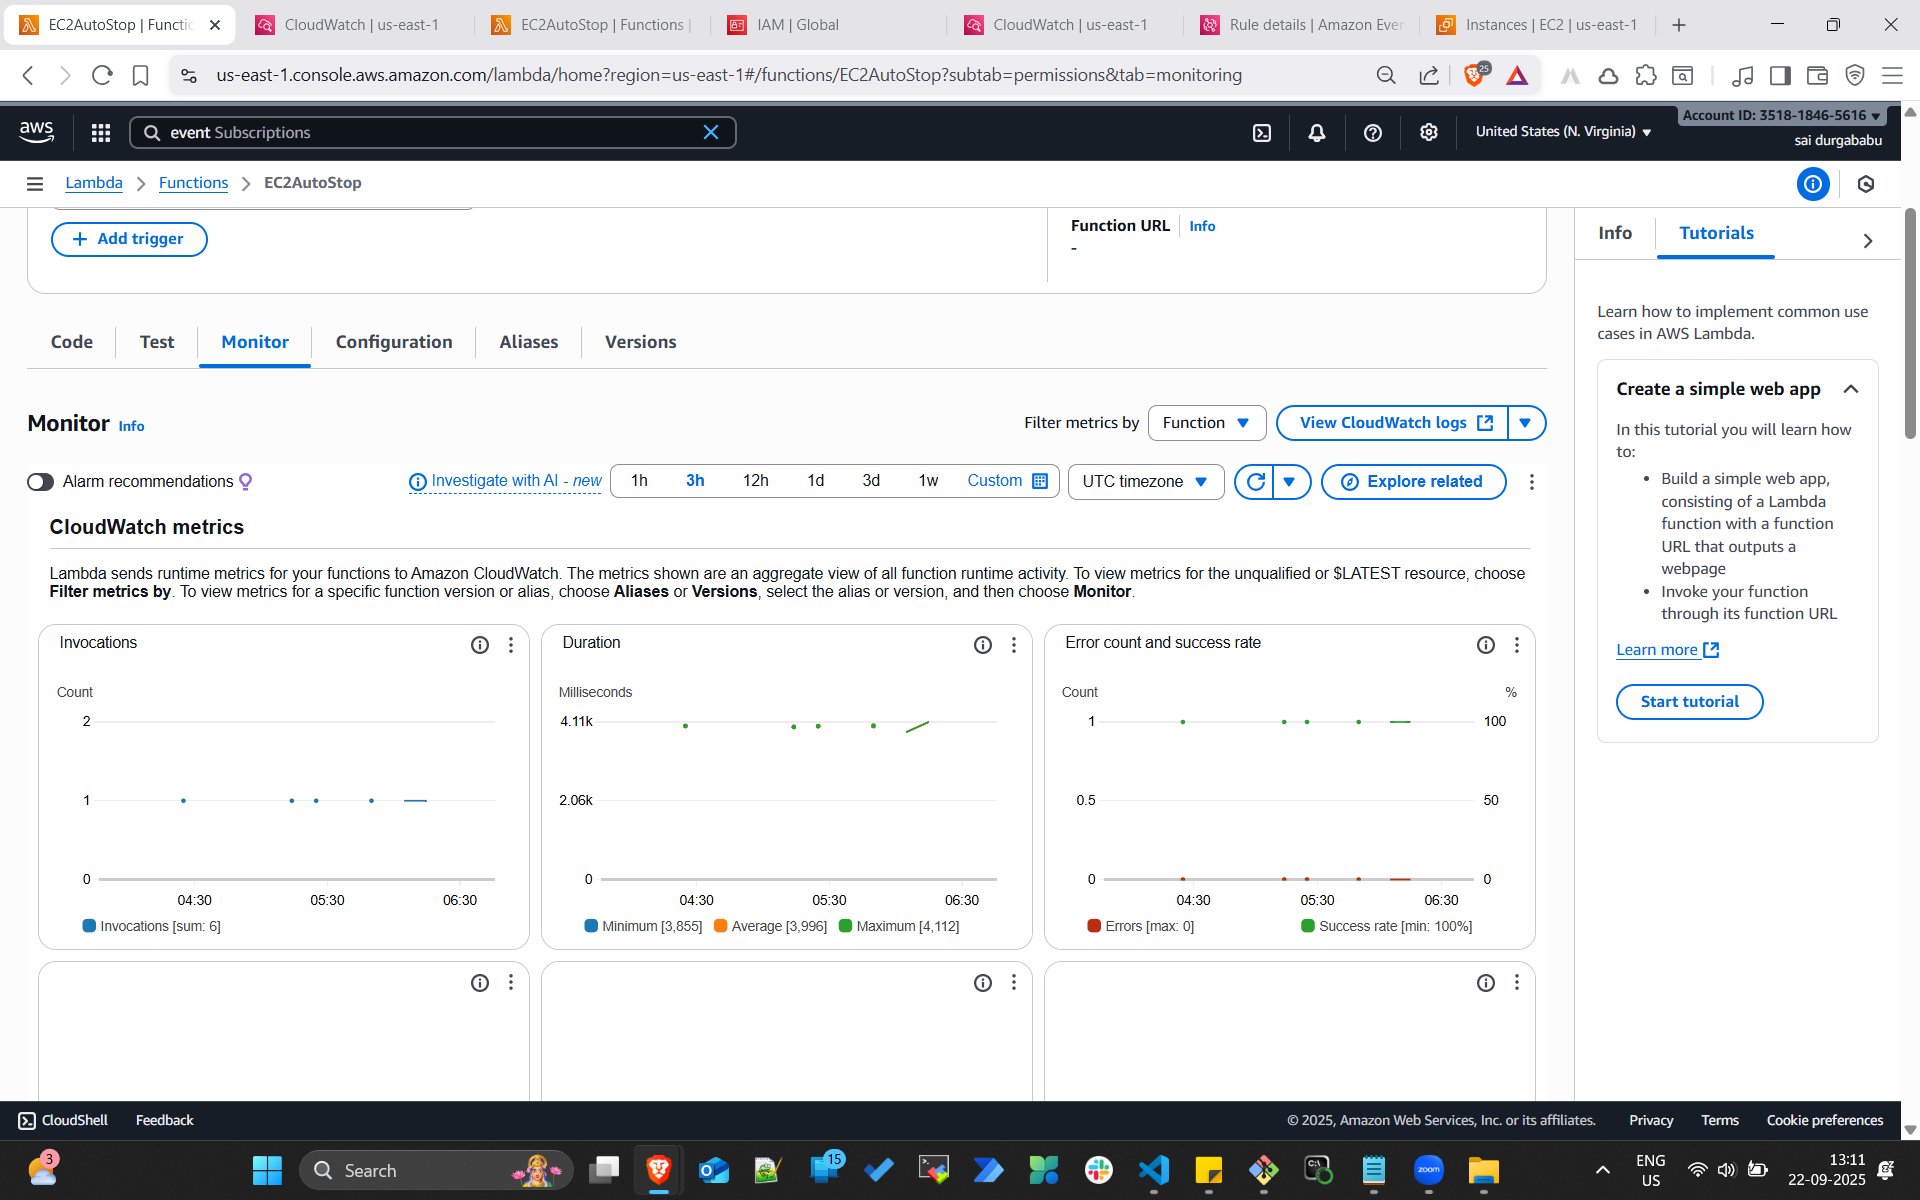 EC2AutoStop | Functio
CloudWatch | us-east-1
EC2AutoStop | Functions |
IAM | Global
CloudWatch | us-east-1
Rule details | Amazon Even
Instances | EC2 | us-east-1
us-east-1.console.aws.amazon.com/lambda/home?region=us-east-1#/functions/EC2AutoStop?subtab=permissions&tab=monitoring
25
aws
event Subscriptions
United States (N. Virginia)
Account ID: 3518-1846-5616
sai durgababu
Lambda
Functions
EC2AutoStop
Add trigger
Function URL
Info
-
Info
Tutorials
Learn how to implement common use
cases in AWS Lambda.
Create a simple web app
In this tutorial you will learn how
to:
• Build a simple web app,
consisting of a Lambda
function with a function
URL that outputs a
webpage
• Invoke your function
through its function URL
Learn more
Start tutorial
Code
Test
Monitor
Configuration
Aliases
Versions
Monitor Info
Filter metrics by
Function
View CloudWatch logs
Alarm recommendations
Investigate with AI - new
1h
3h
12h
1d
3d
1w
Custom
UTC timezone
Explore related
CloudWatch metrics
Lambda sends runtime metrics for your functions to Amazon CloudWatch. The metrics shown are an aggregate view of all function runtime activity. To view metrics for the unqualified or $LATEST resource, choose
Filter metrics by. To view metrics for a specific function version or alias, choose Aliases or Versions, select the alias or version, and then choose Monitor.
Invocations
Count
2
1
0
04:30
05:30
06:30
Invocations [sum: 6]
Duration
Milliseconds
4.11k
2.06k
0
04:30
05:30
06:30
Minimum [3,855]
Average [3,996]
Maximum [4,112]
Error count and success rate
Count
%
1
100
0.5
50
0
0
04:30
05:30
06:30
Errors [max: 0]
Success rate [min: 100%]
CloudShell
Feedback
© 2025, Amazon Web Services, Inc. or its affiliates.
Privacy
Terms
Cookie preferences
3
Search
15
zoom
ENG
US
13:11
22-09-2025